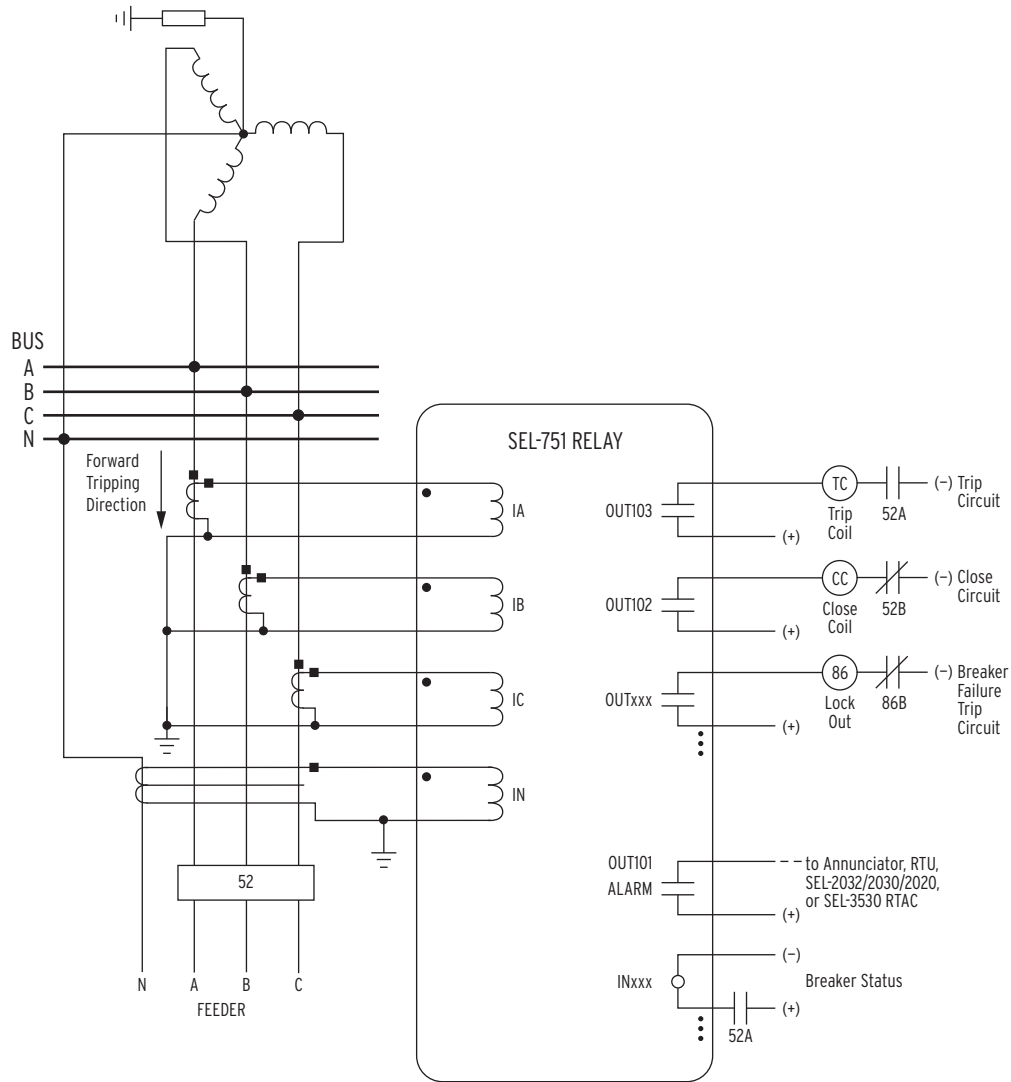 BUS
A
B
C
N
Forward
Tripping
Direction
SEL-751 RELAY
IA
IB
IC
IN
OUT103
(+)
TC
Trip
Coil
52A
(–) Trip
Circuit
OUT102
(+)
CC
Close
Coil
52B
(–) Close
Circuit
OUTxxx
(+)
86
Lock
Out
86B
(–) Breaker
Failure
Trip
Circuit
OUT101
ALARM
(+)
to Annunciator, RTU,
SEL-2032/2030/2020,
or SEL-3530 RTAC
INxxx
(–)
Breaker Status
(+)
52A
52
N A B C
FEEDER